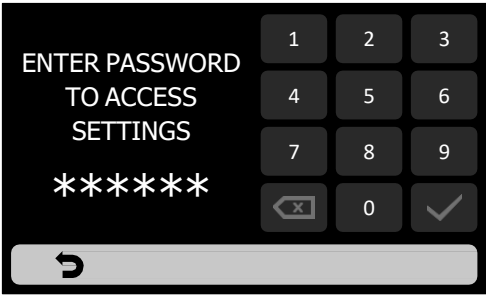 ENTER PASSWORD
TO ACCESS
SETTINGS
******
1 2 3
4 5 6
7 8 9
0